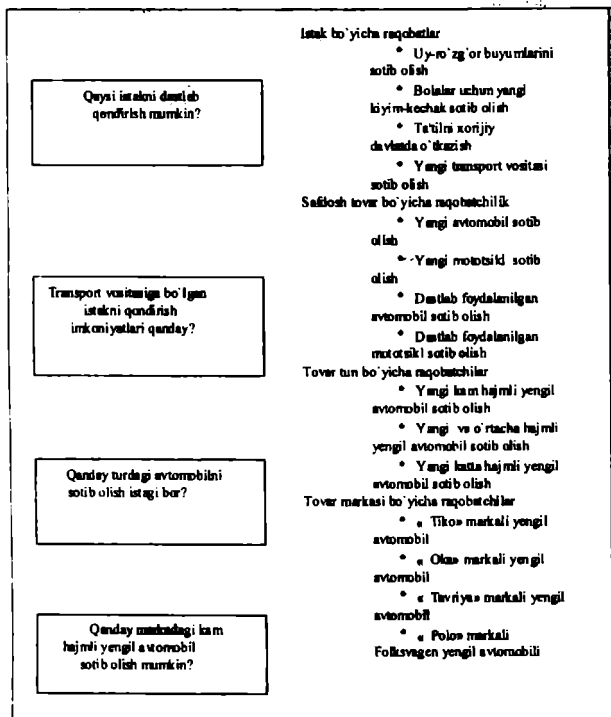 Qaysi istakni dastlab
qondirish mumkin?
Transport vositasiga bo`lgan
istakni qondirish
imkoniyatlari qanday?
Qanday turdagi avtomobilni
sotib olish istagi bor?
Qanday markadagi kam
hajmli yengil avtomobil
sotib olish mumkin?
Istak bo`yicha raqobatlar
* Uy-ro`zg`or buyumlarini
sotib olish
* Bolalar uchun yangi
kiyim-kechak sotib olish
* Ta'tilni xorijiy
davlatda o`tkazish
* Yangi transport vositasi
sotib olish
Safdosh tovar bo`yicha raqobatchilik
* Yangi avtomobil sotib
olish
* Yangi mototsikl sotib
olish
* Dastlab foydalanilgan
avtomobil sotib olish
* Dastlab foydalanilgan
mototsikl sotib olish
Tovar turi bo`yicha raqobatchilar
* Yangi kam hajmli yengil
avtomobil sotib olish
* Yangi va o`rtacha hajmli
yengil avtomobil sotib olish
* Yangi katta hajmli yengil
avtomobil sotib olish
Tovar markasi bo`yicha raqobatchilar
* « Tiko» markali yengil
avtomobil
* « Oka» markali yengil
avtomobil
* « Tavriya» markali yengil
avtomobil
* « Polo» markali
Folksvagen yengil avtomobili